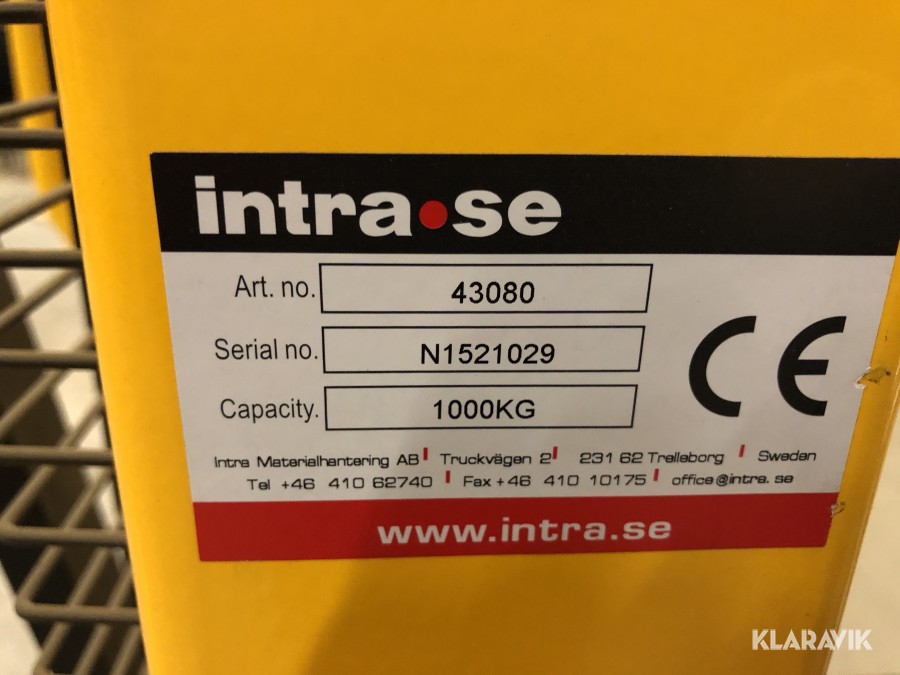 intra•se
Art. no. 43080
Serial no. N1521029
Capacity. 1000KG
Intra Materialhantering AB | Truckvägen 2 | 231 62 Trelleborg | Sweden
Tel +46 410 62740 | Fax +46 410 10175 | office@intra.se
www.intra.se
CE
KLARAVIK